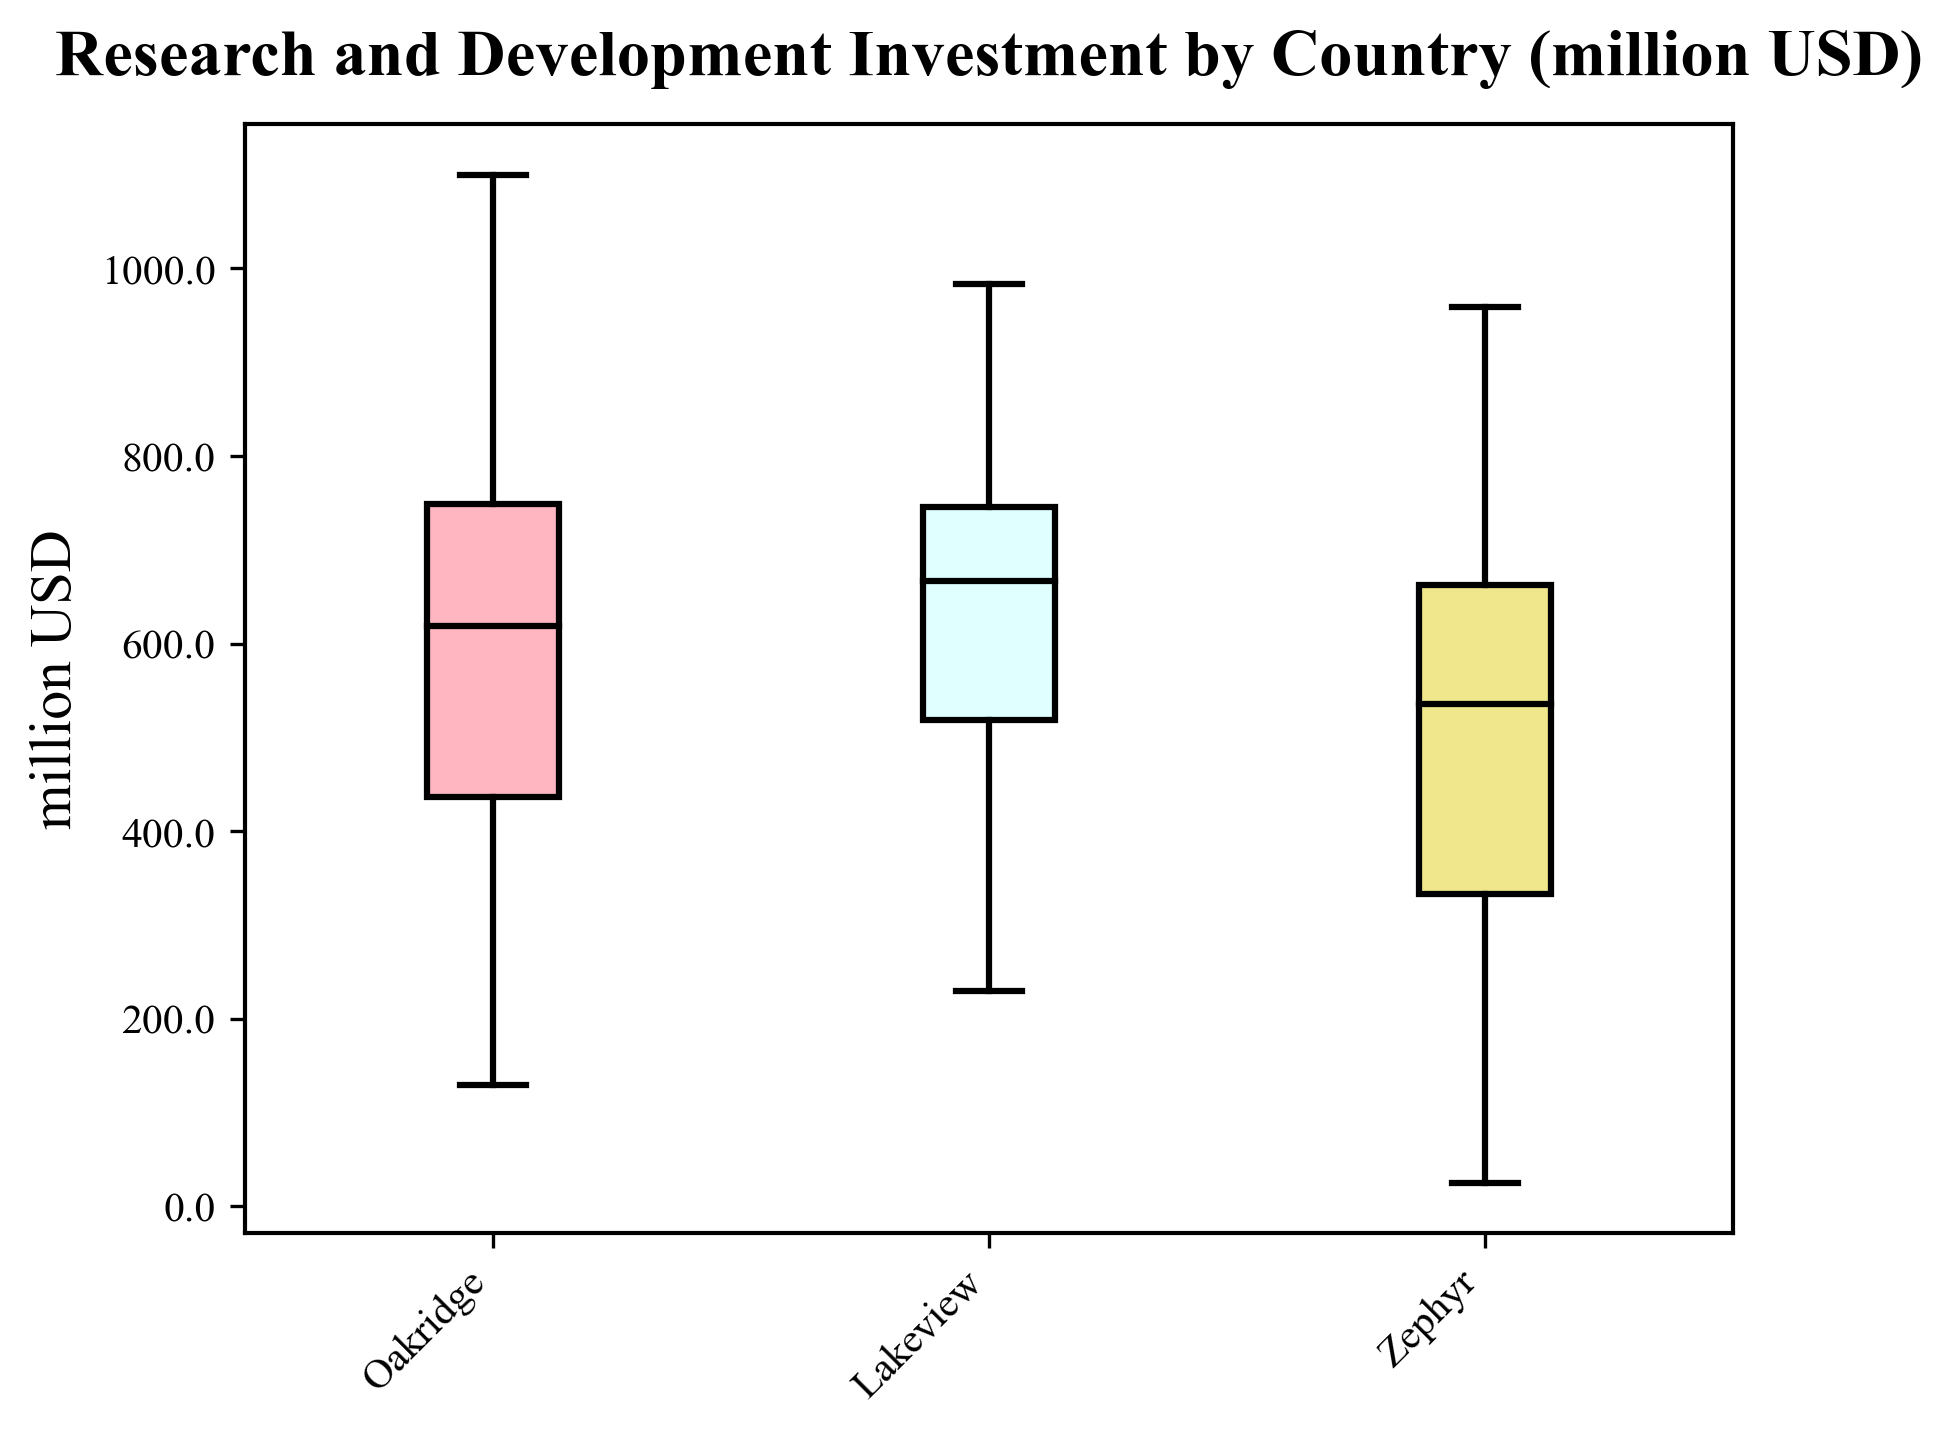 Research and Development Investment by Country (million USD)
million USD
1000.0
800.0
600.0
400.0
200.0
0.0
Oakridge
Lakeview
Zephyr